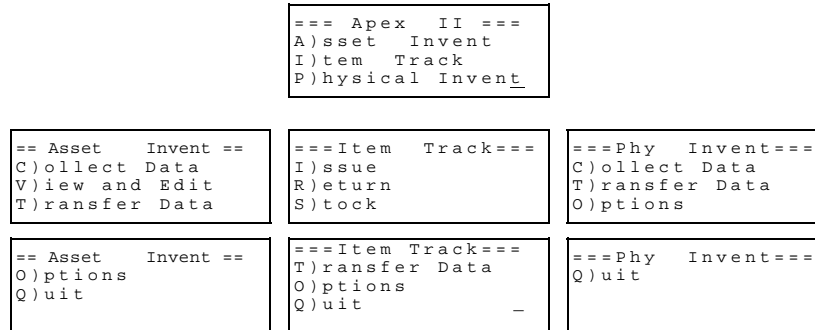 === Apex II ===
A)sset Invent
I)tem Track
P)hysical Invent
== Asset Invent ==
C)ollect Data
V)iew and Edit
T)ransfer Data
===Item Track===
I)ssue
R)eturn
S)tock
===Phy Invent===
C)ollect Data
T)ransfer Data
O)ptions
== Asset Invent ==
O)ptions
Q)uit
===Item Track===
T)ransfer Data
O)ptions
Q)uit _
===Phy Invent===
Q)uit